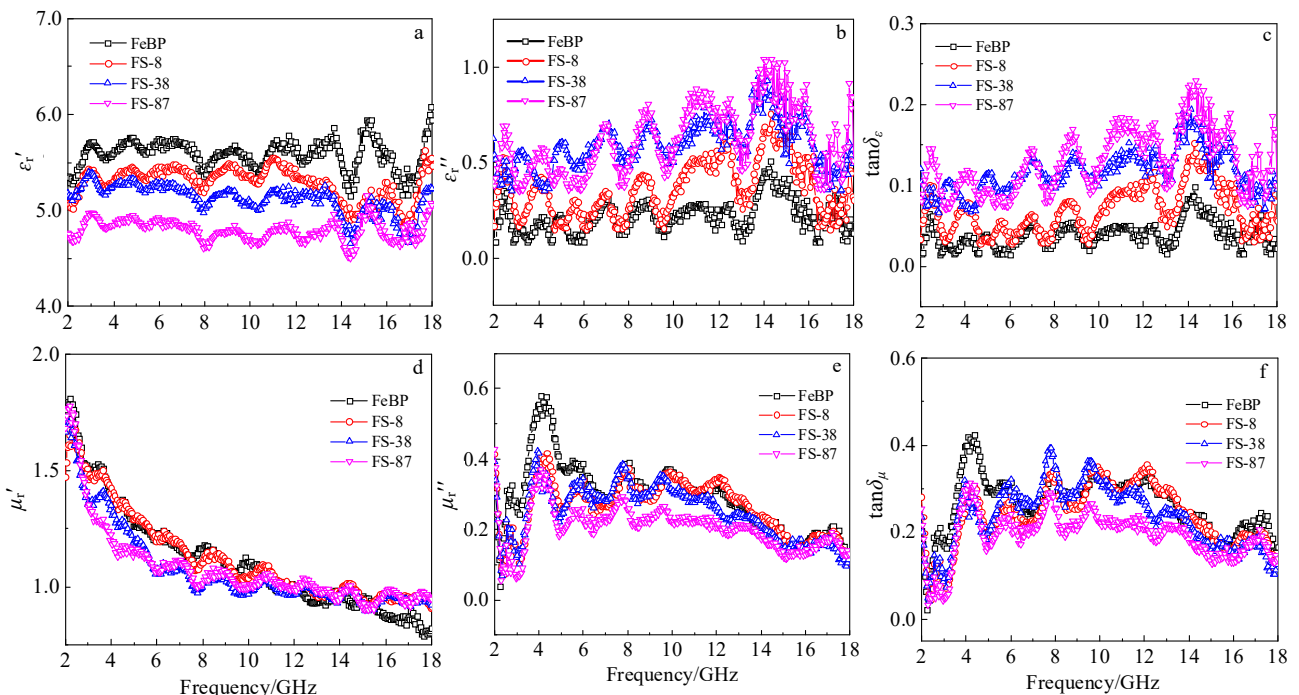 a
7.0
6.0
5.0
4.0
εr′
FeBP
FS-8
FS-38
FS-87
2 4 6 8 10 12 14 16 18
b
1.0
0.5
0.0
εr″
FeBP
FS-8
FS-38
FS-87
2 4 6 8 10 12 14 16 18
c
0.3
0.2
0.1
0.0
tanδε
FeBP
FS-8
FS-38
FS-87
2 4 6 8 10 12 14 16 18
d
2.0
1.5
1.0
μr′
FeBP
FS-8
FS-38
FS-87
2 4 6 8 10 12 14 16 18
Frequency/GHz
e
0.6
0.4
0.2
0.0
μr″
FeBP
FS-8
FS-38
FS-87
2 4 6 8 10 12 14 16 18
Frequency/GHz
f
0.6
0.4
0.2
0.0
tanδμ
FeBP
FS-8
FS-38
FS-87
2 4 6 8 10 12 14 16 18
Frequency/GHz